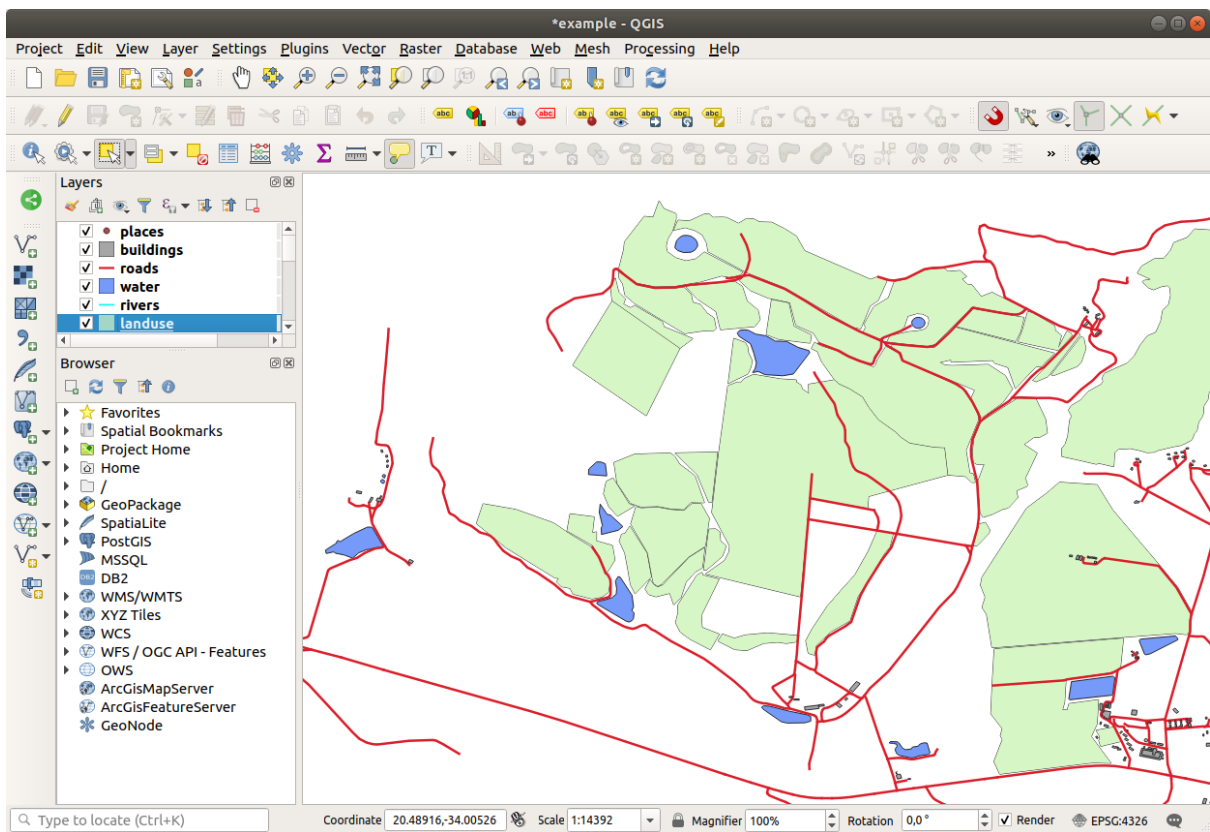 *example - QGIS
Project Edit View Layer Settings Plugins Vector Raster Database Web Mesh Processing Help
Layers
places
buildings
roads
water
rivers
landuse
Browser
Favorites
Spatial Bookmarks
Project Home
Home
/
GeoPackage
SpatiaLite
PostGIS
MSSQL
DB2
WMS/WMTS
XYZ Tiles
WCS
WFS / OGC API - Features
OWS
ArcGisMapServer
ArcGisFeatureServer
GeoNode
Type to locate (Ctrl+K) Coordinate 20.48916,-34.00526 Scale 1:14392 Magnifier 100% Rotation 0,0 ° Render EPSG:4326